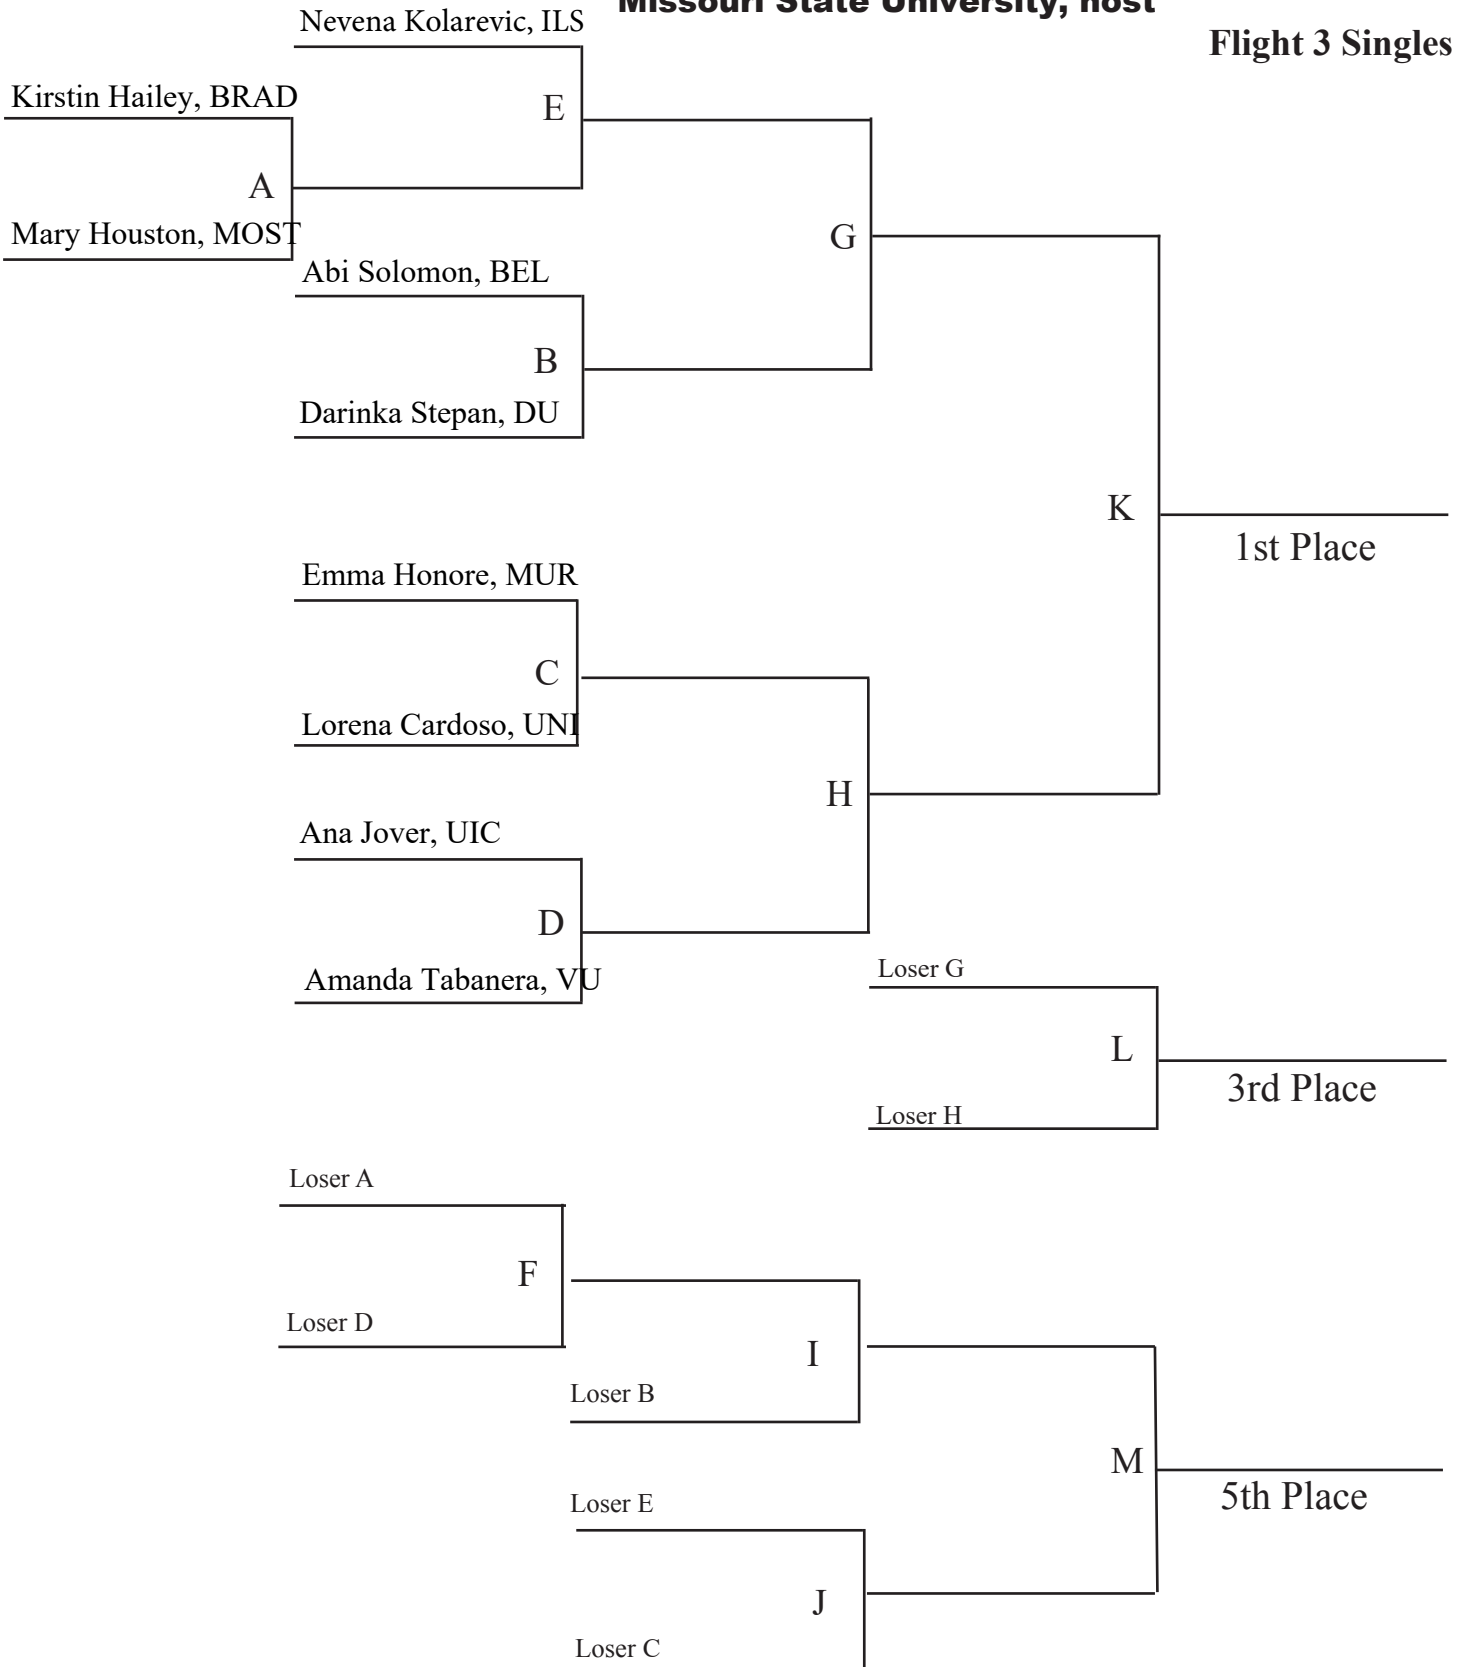 Missouri State University, host
Nevena Kolarevic, ILS
Flight 3 Singles
Kirstin Hailey, BRAD
E
A
Mary Houston, MOST
G
Abi Solomon, BEL
B
Darinka Stepan, DU
K
1st Place
Emma Honore, MUR
C
Lorena Cardoso, UNI
H
Ana Jover, UIC
D
Amanda Tabanera, VU
Loser G
L
3rd Place
Loser H
Loser A
F
Loser D
I
Loser B
M
5th Place
Loser E
J
Loser C